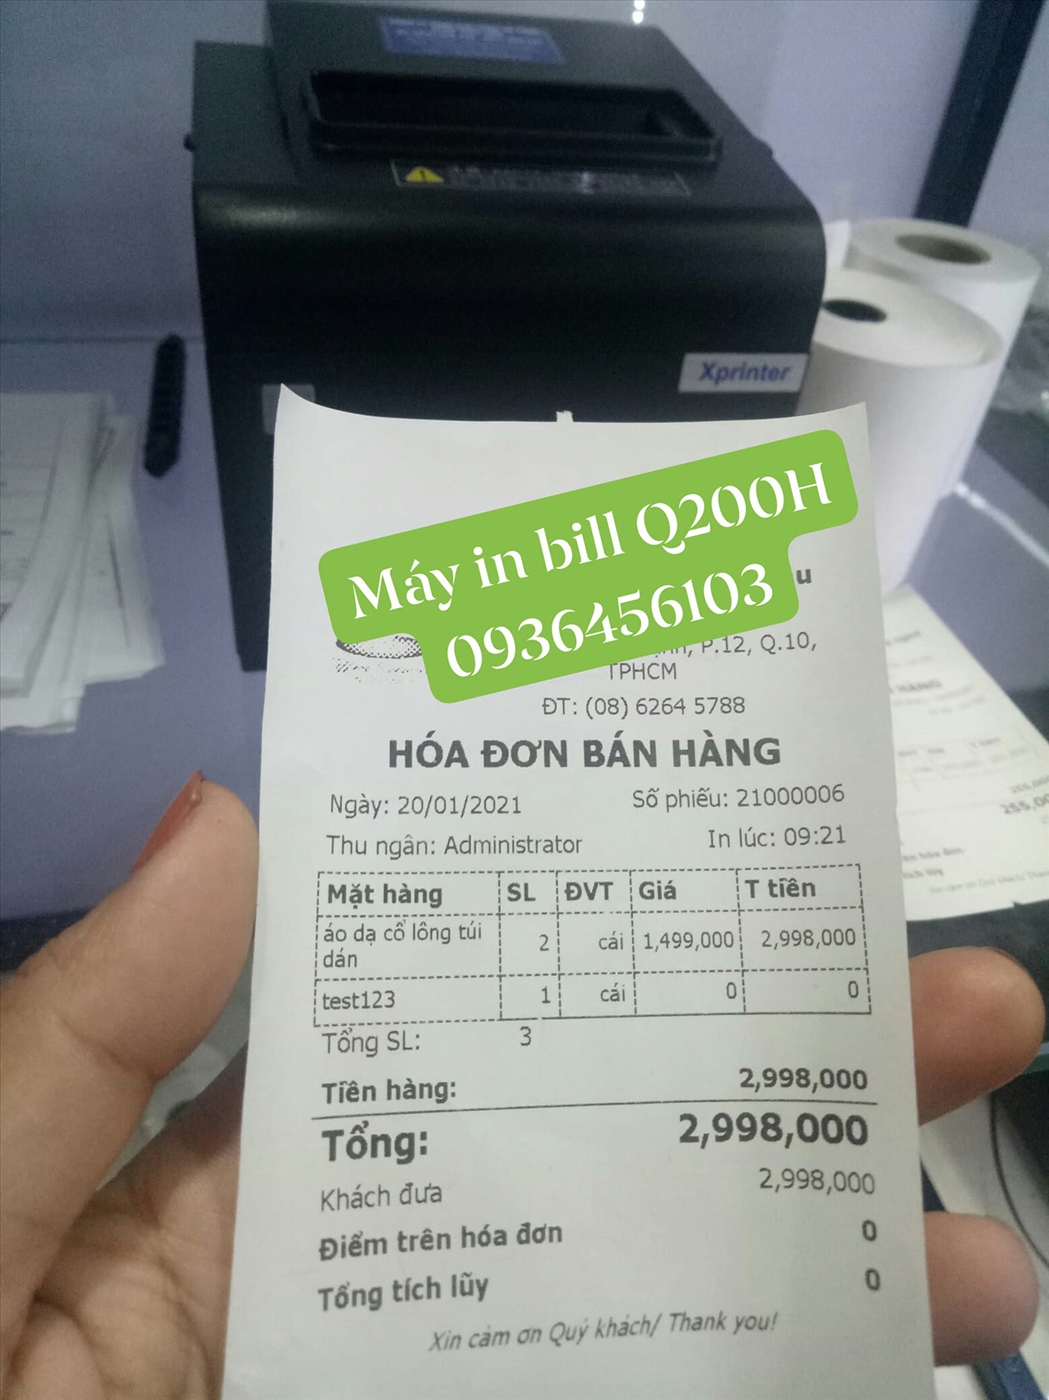 Xprinter
Máy in bill Q200H
0936456103
u
P.12, Q.10,
TPHCM
ĐT: (08) 6264 5788
HÓA ĐƠN BÁN HÀNG
Ngày: 20/01/2021 Số phiếu: 21000006
Thu ngân: Administrator In lúc: 09:21
Mặt hàng SL ĐVT Giá T tiền
áo dạ cổ lông túi dán 2 cái 1,499,000 2,998,000
test123 1 cái 0 0
Tổng SL: 3
Tiền hàng: 2,998,000
Tổng: 2,998,000
Khách đưa 2,998,000
Điểm trên hóa đơn 0
Tổng tích lũy 0
Xin cảm ơn Quý khách/ Thank you!